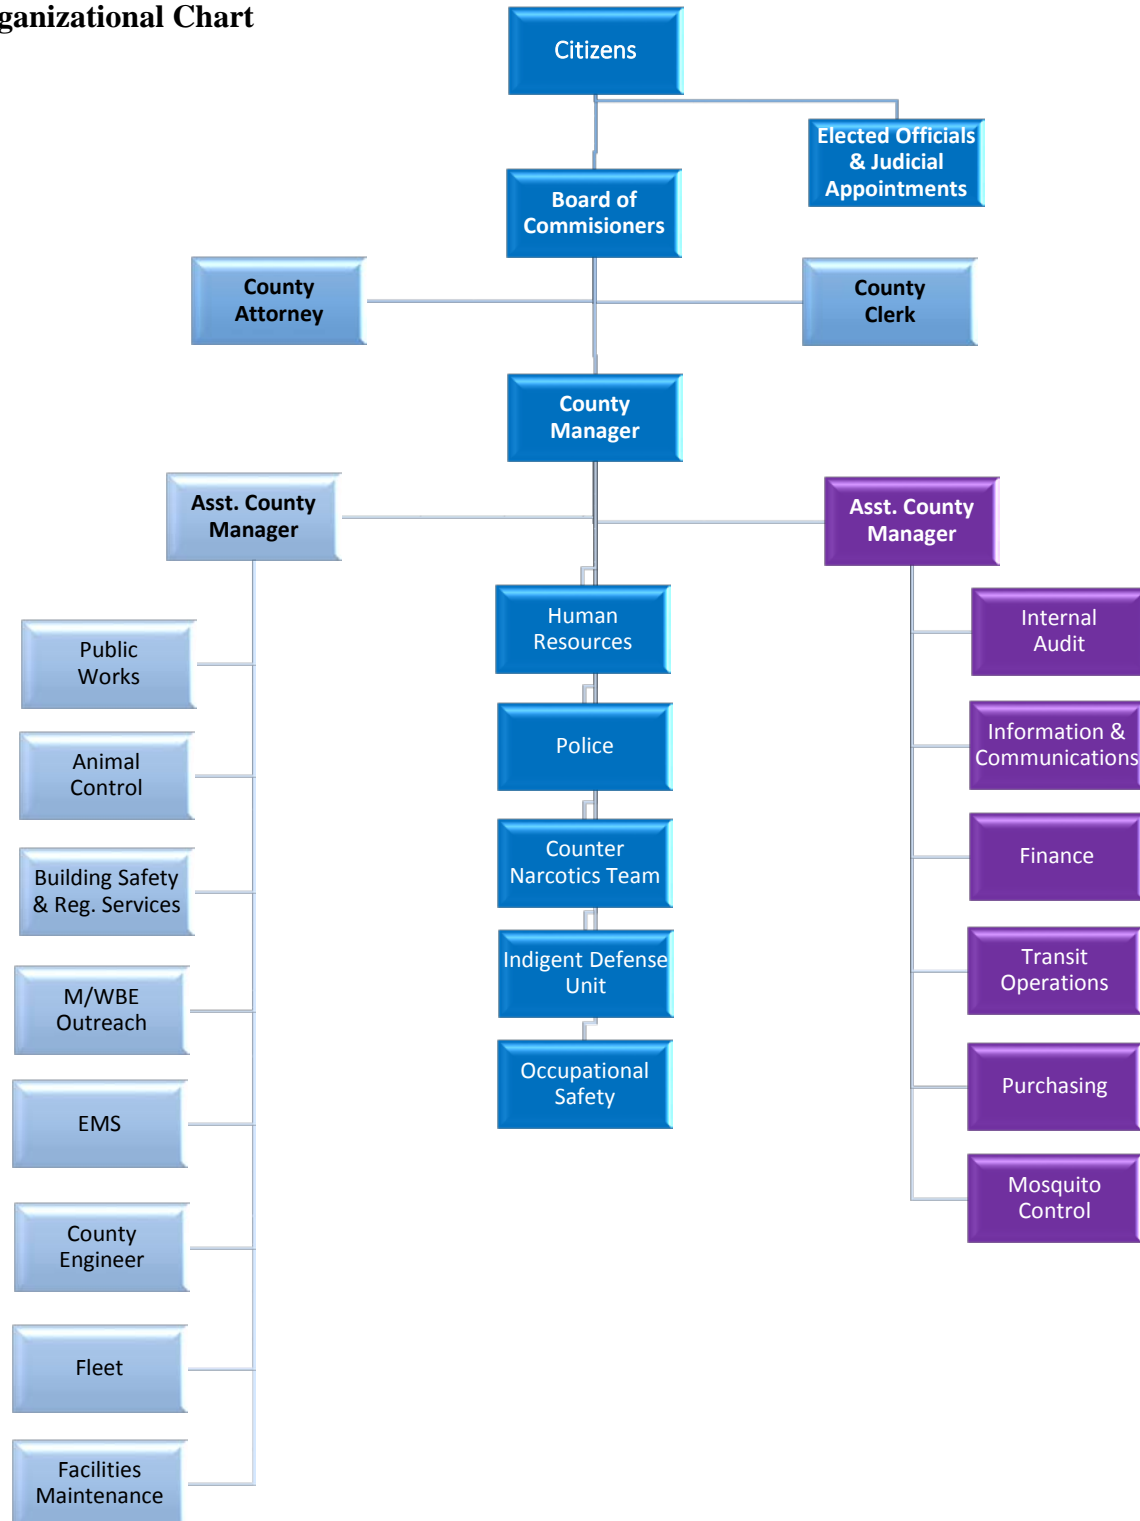 ganizational Chart
Citizens
Elected Officials
& Judicial
Appointments
Board of
Commisioners
County
Attorney
County
Clerk
County
Manager
Asst. County
Manager
Asst. County
Manager
Public
Works
Animal
Control
Building Safety
& Reg. Services
M/WBE
Outreach
EMS
County
Engineer
Fleet
Facilities
Maintenance
Human
Resources
Police
Counter
Narcotics Team
Indigent Defense
Unit
Occupational
Safety
Internal
Audit
Information &
Communications
Finance
Transit
Operations
Purchasing
Mosquito
Control